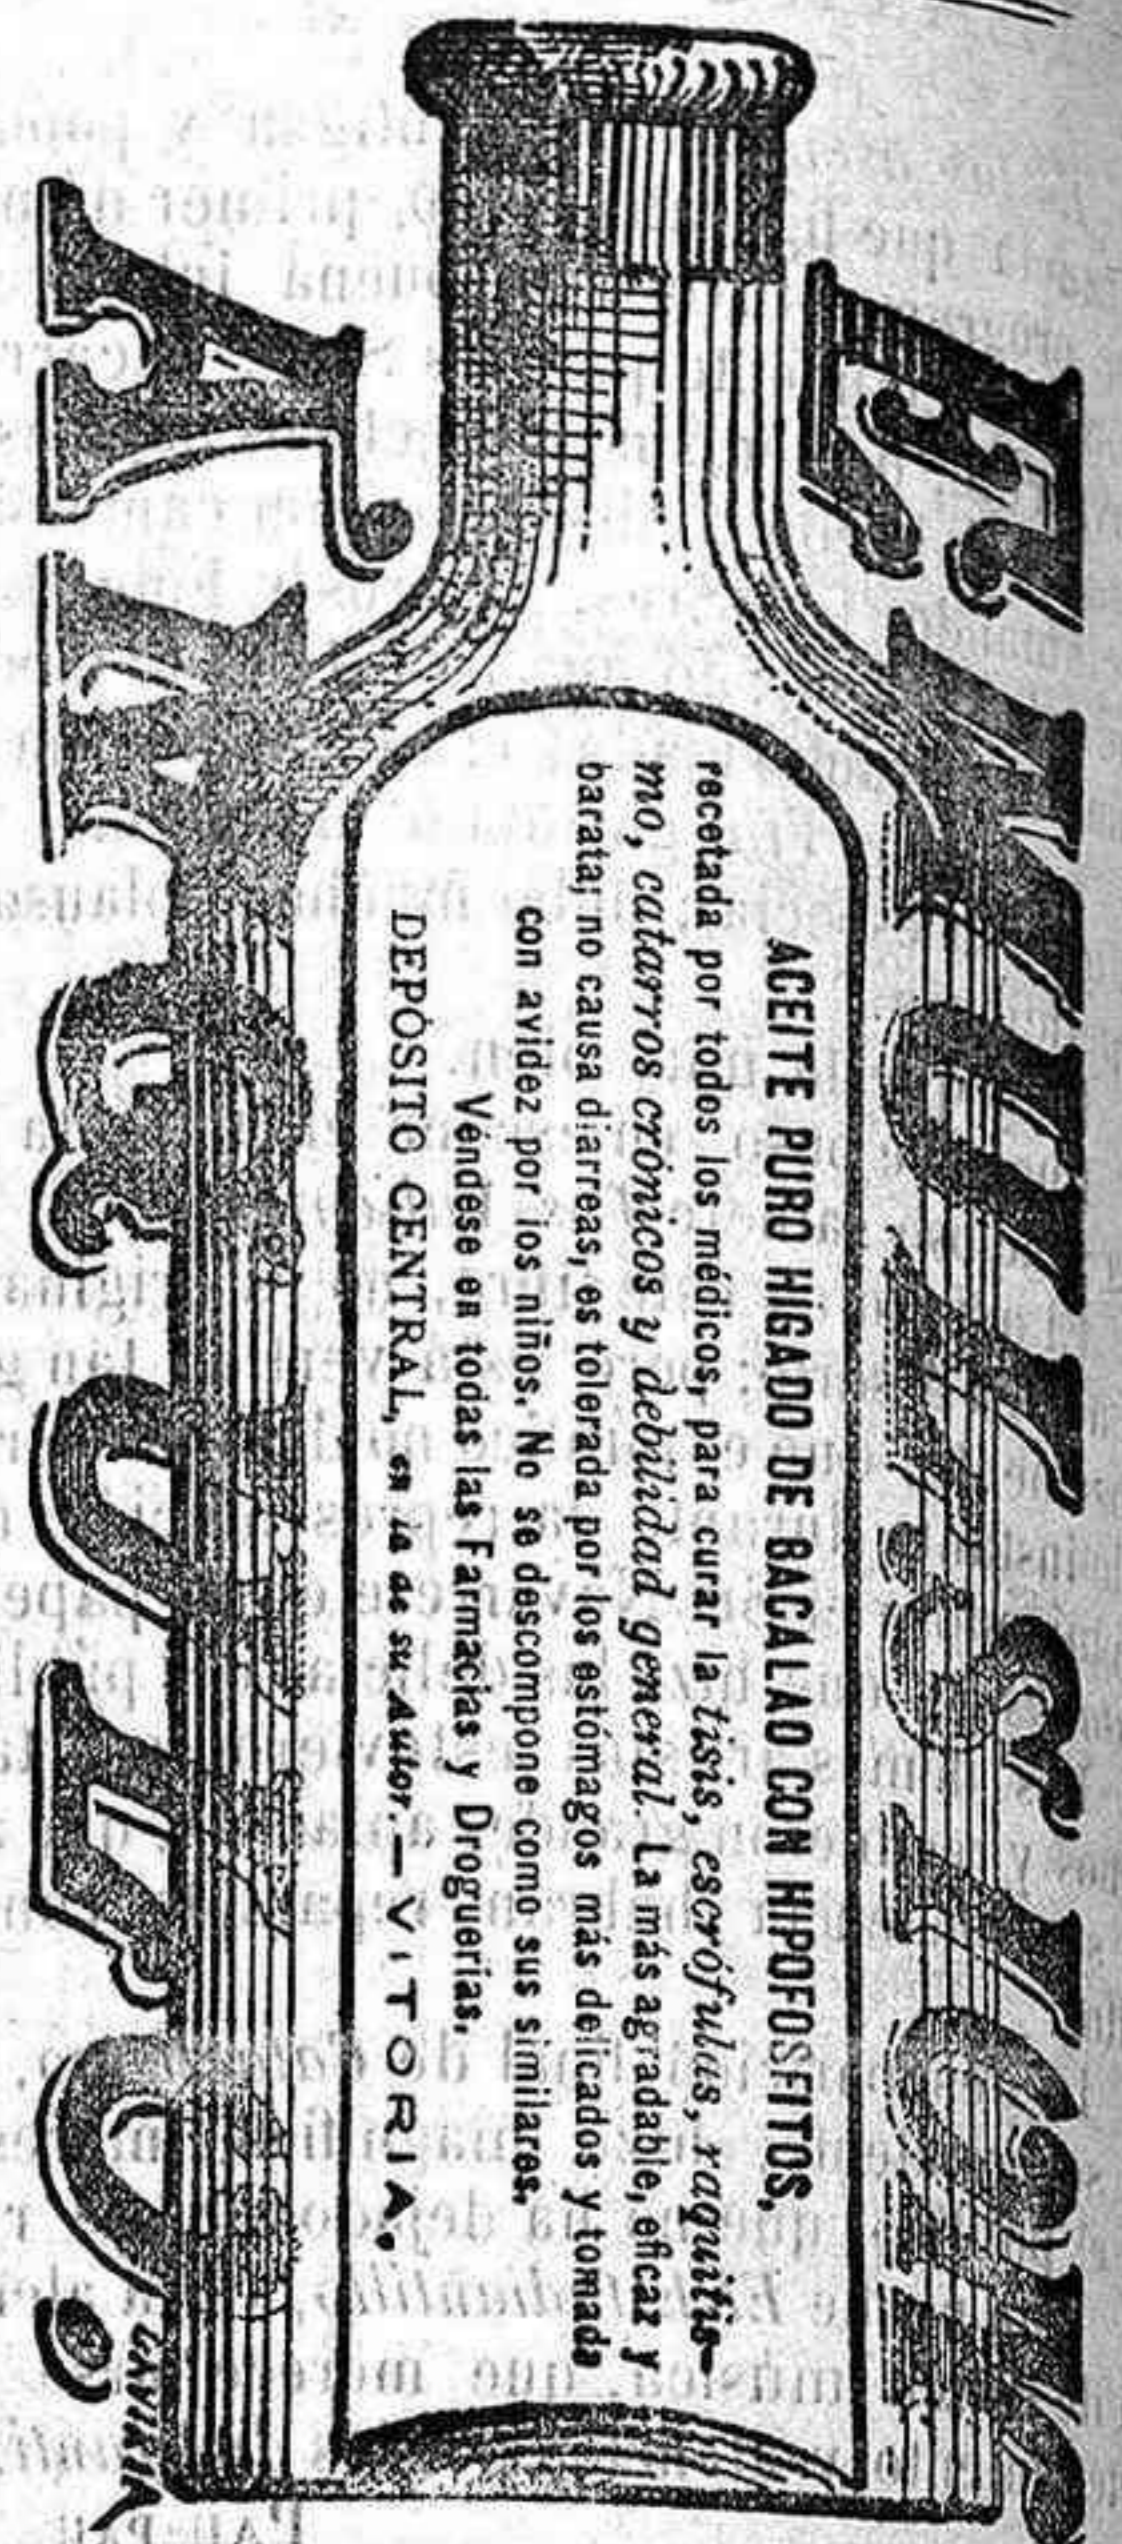 EMULSION
ACEITE PURO HÍGADO DE BACALAO CON HIPOFOSFITOS,
recetada por todos los médicos, para curar la tisis, escrófulas, raquitis-
mo, catarros crónicos y debilidad general. La más agradable, eficaz y
barata; no causa diarreas, es tolerada por los estómagos más delicados y tomada
con avidez por los niños. No se descompone como sus similares.
Véndese en todas las Farmacias y Droguerías.
DEPÓSITO CENTRAL, en la de su Autor.—VITORIA.